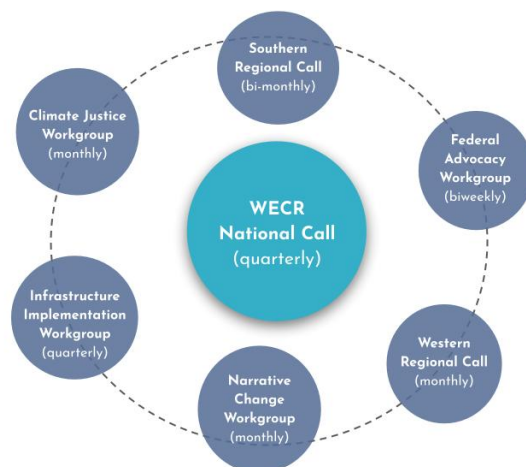 Southern
Regional Call
(bi-monthly)
Climate Justice
Workgroup
(monthly)
Federal
Advocacy
Workgroup
(biweekly)
WECR
National Call
(quarterly)
Infrastructure
Implementation
Workgroup
(quarterly)
Western
Regional Call
(monthly)
Narrative
Change
Workgroup
(monthly)